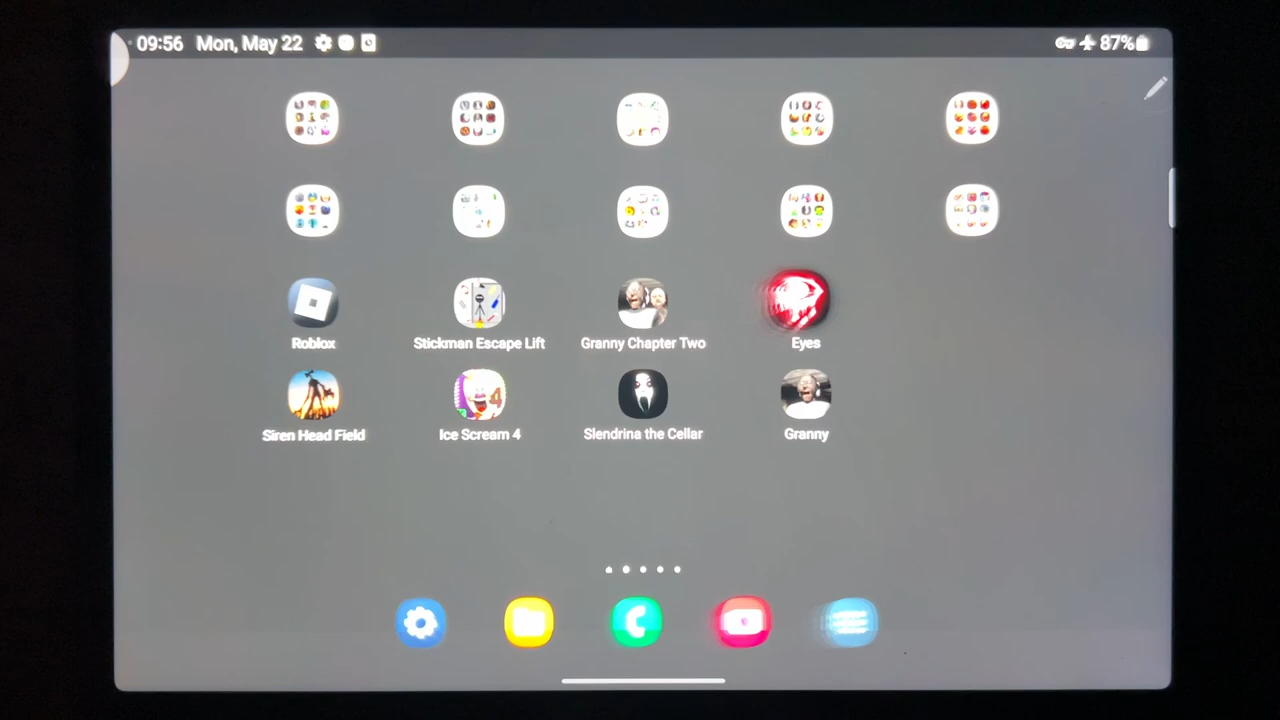 09:56 Mon, May 22 87%
Roblox Stickman Escape Lift Granny Chapter Two Eyes
4
Siren Head Field Ice Scream 4 Slendrina the Cellar Granny